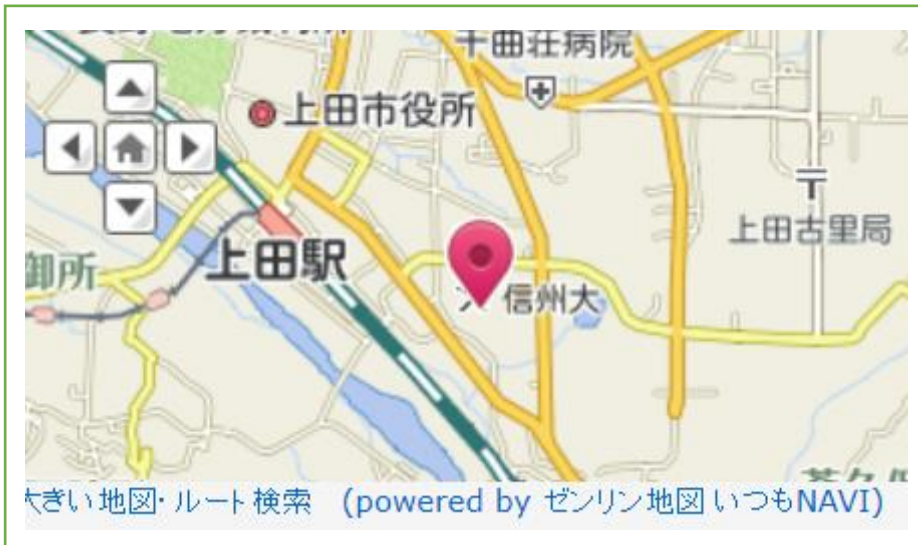 千曲荘病院
上田市役所
上田古里局
上田駅
御所
信州大
大きい地図・ルート検索 (powered by ゼンリン地図 いつもNAVI)